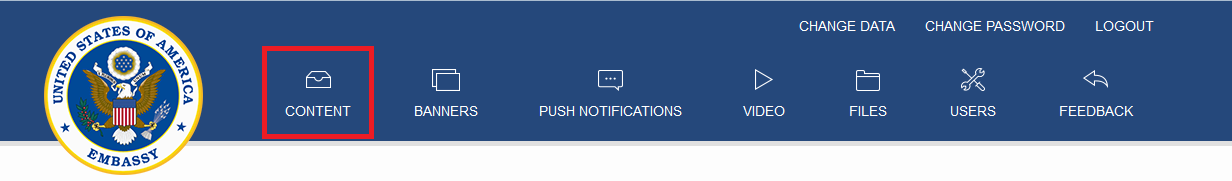 UNITED STATES OF AMERICA
EMBASSY
CHANGE DATA CHANGE PASSWORD LOGOUT
CONTENT BANNERS PUSH NOTIFICATIONS VIDEO FILES USERS FEEDBACK